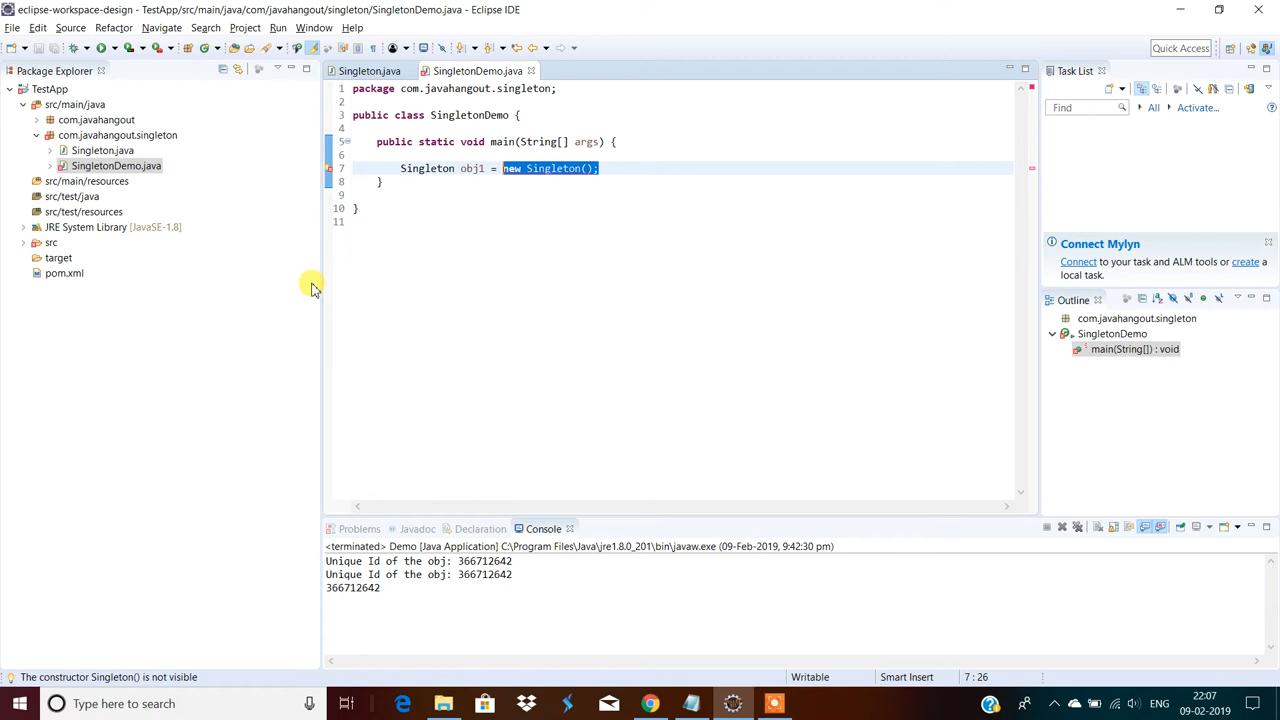 eclipse-workspace-design - TestApp/src/main/java/com/javahangout/singleton/SingletonDemo.java - Eclipse IDE
File Edit Source Refactor Navigate Search Project Run Window Help
Quick Access
Package Explorer
TestApp
src/main/java
com.javahangout
com.javahangout.singleton
Singleton.java
SingletonDemo.java
src/main/resources
src/test/java
src/test/resources
JRE System Library [JavaSE-1.8]
src
target
pom.xml
Singleton.java SingletonDemo.java
1 package com.javahangout.singleton;
2
3 public class SingletonDemo {
4
5 public static void main(String[] args) {
6
7 Singleton obj1 = new Singleton();
8 }
9
10 }
11
Task List
Find All Activate...
Connect Mylyn
Connect to your task and ALM tools or create a
local task.
Outline
com.javahangout.singleton
SingletonDemo
main(String[]) : void
Problems Javadoc Declaration Console
<terminated> Demo [Java Application] C:\Program Files\Java\jre1.8.0_201\bin\javaw.exe (09-Feb-2019, 9:42:30 pm)
Unique Id of the obj: 366712642
Unique Id of the obj: 366712642
366712642
The constructor Singleton() is not visible Writable Smart Insert 7 : 26
Type here to search
ENG
22:07
09-02-2019